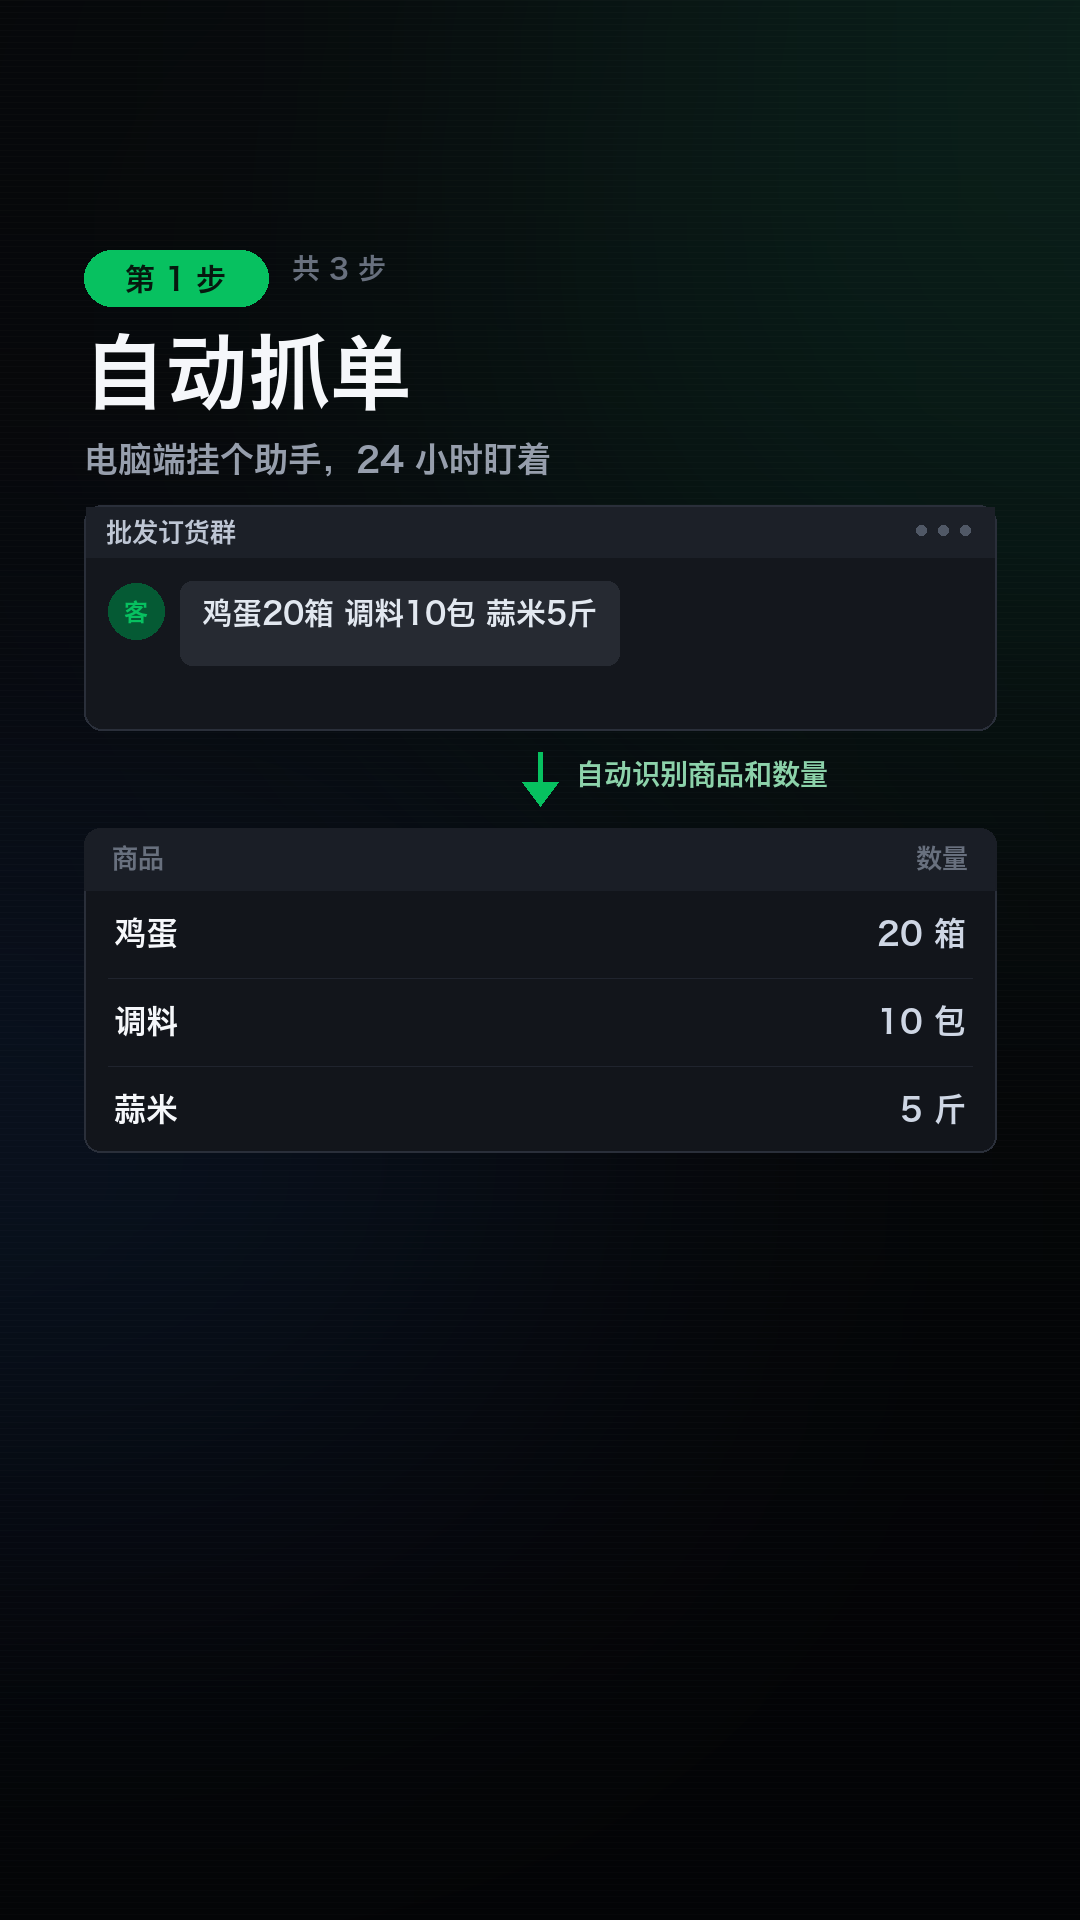 第 1 步 共 3 步
自动抓单
电脑端挂个助手，24 小时盯着
批发订货群
客 鸡蛋20箱 调料10包 蒜米5斤
自动识别商品和数量
商品 数量
鸡蛋 20 箱
调料 10 包
蒜米 5 斤